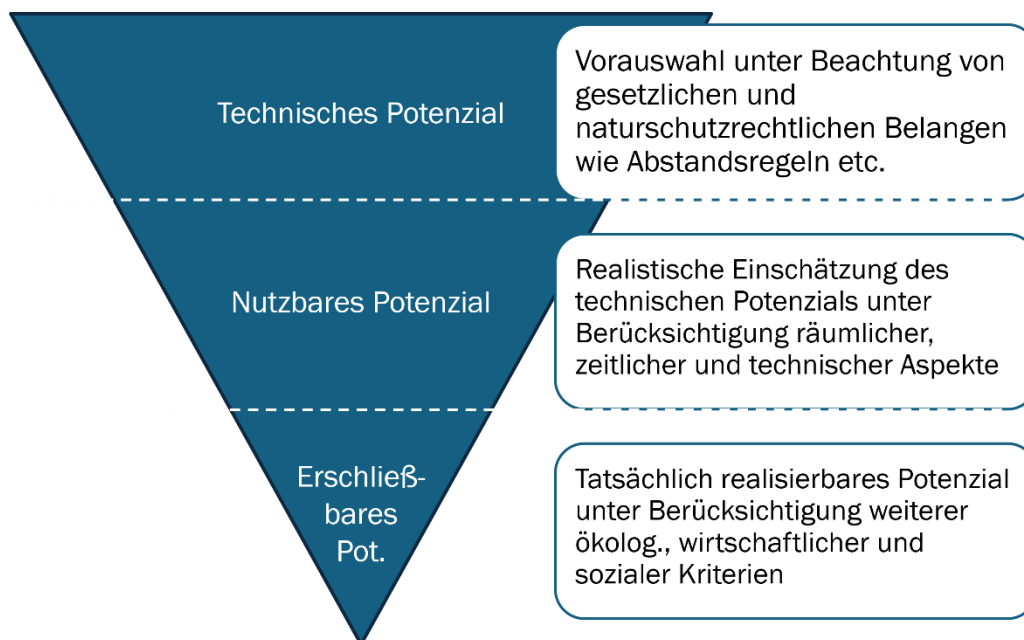 Technisches Potenzial
Vorauswahl unter Beachtung von
gesetzlichen und
naturschutzrechtlichen Belangen
wie Abstandsregeln etc.
Nutzbares Potenzial
Realistische Einschätzung des
technischen Potenzials unter
Berücksichtigung räumlicher,
zeitlicher und technischer Aspekte
Erschließ-
bares
Pot.
Tatsächlich realisierbares Potenzial
unter Berücksichtigung weiterer
ökolog., wirtschaftlicher und
sozialer Kriterien